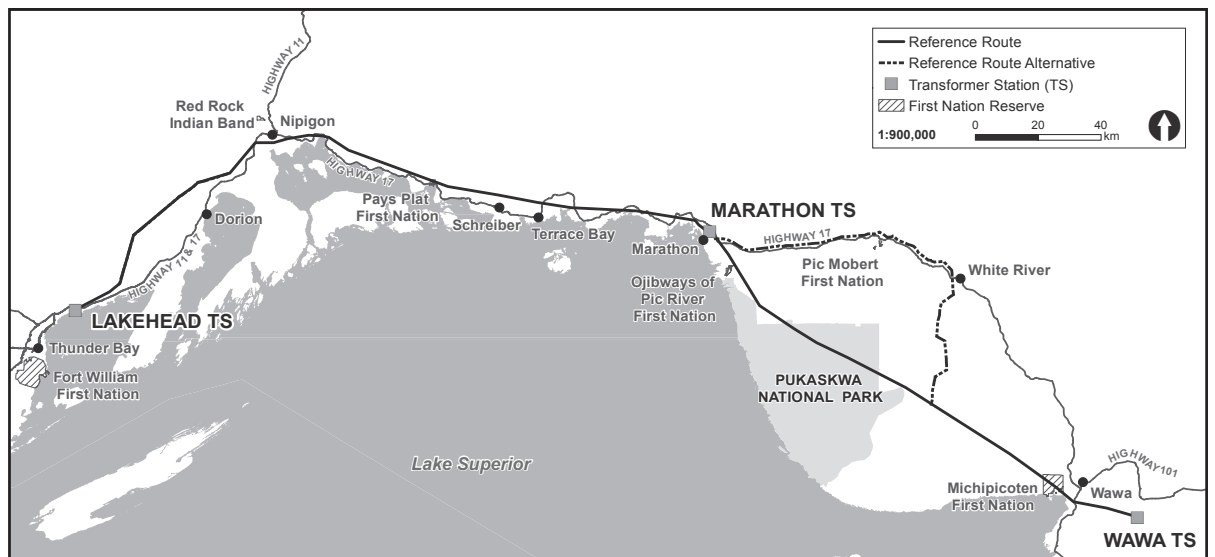 HIGHWAY 11
Reference Route
Reference Route Alternative
Transformer Station (TS)
First Nation Reserve
1:900,000
0 20 40
km
Red Rock
Indian Band
Nipigon
HIGHWAY 17
Pays Plat
First Nation
Schreiber
Terrace Bay
Dorion
HIGHWAY 11 & 17
MARATHON TS
Marathon
HIGHWAY 17
Pic Mobert
First Nation
White River
Ojibways of
Pic River
First Nation
LAKEHEAD TS
Thunder Bay
Fort William
First Nation
PUKASKWA
NATIONAL PARK
Lake Superior
HIGHWAY101
Michipicoten
First Nation
Wawa
WAWA TS